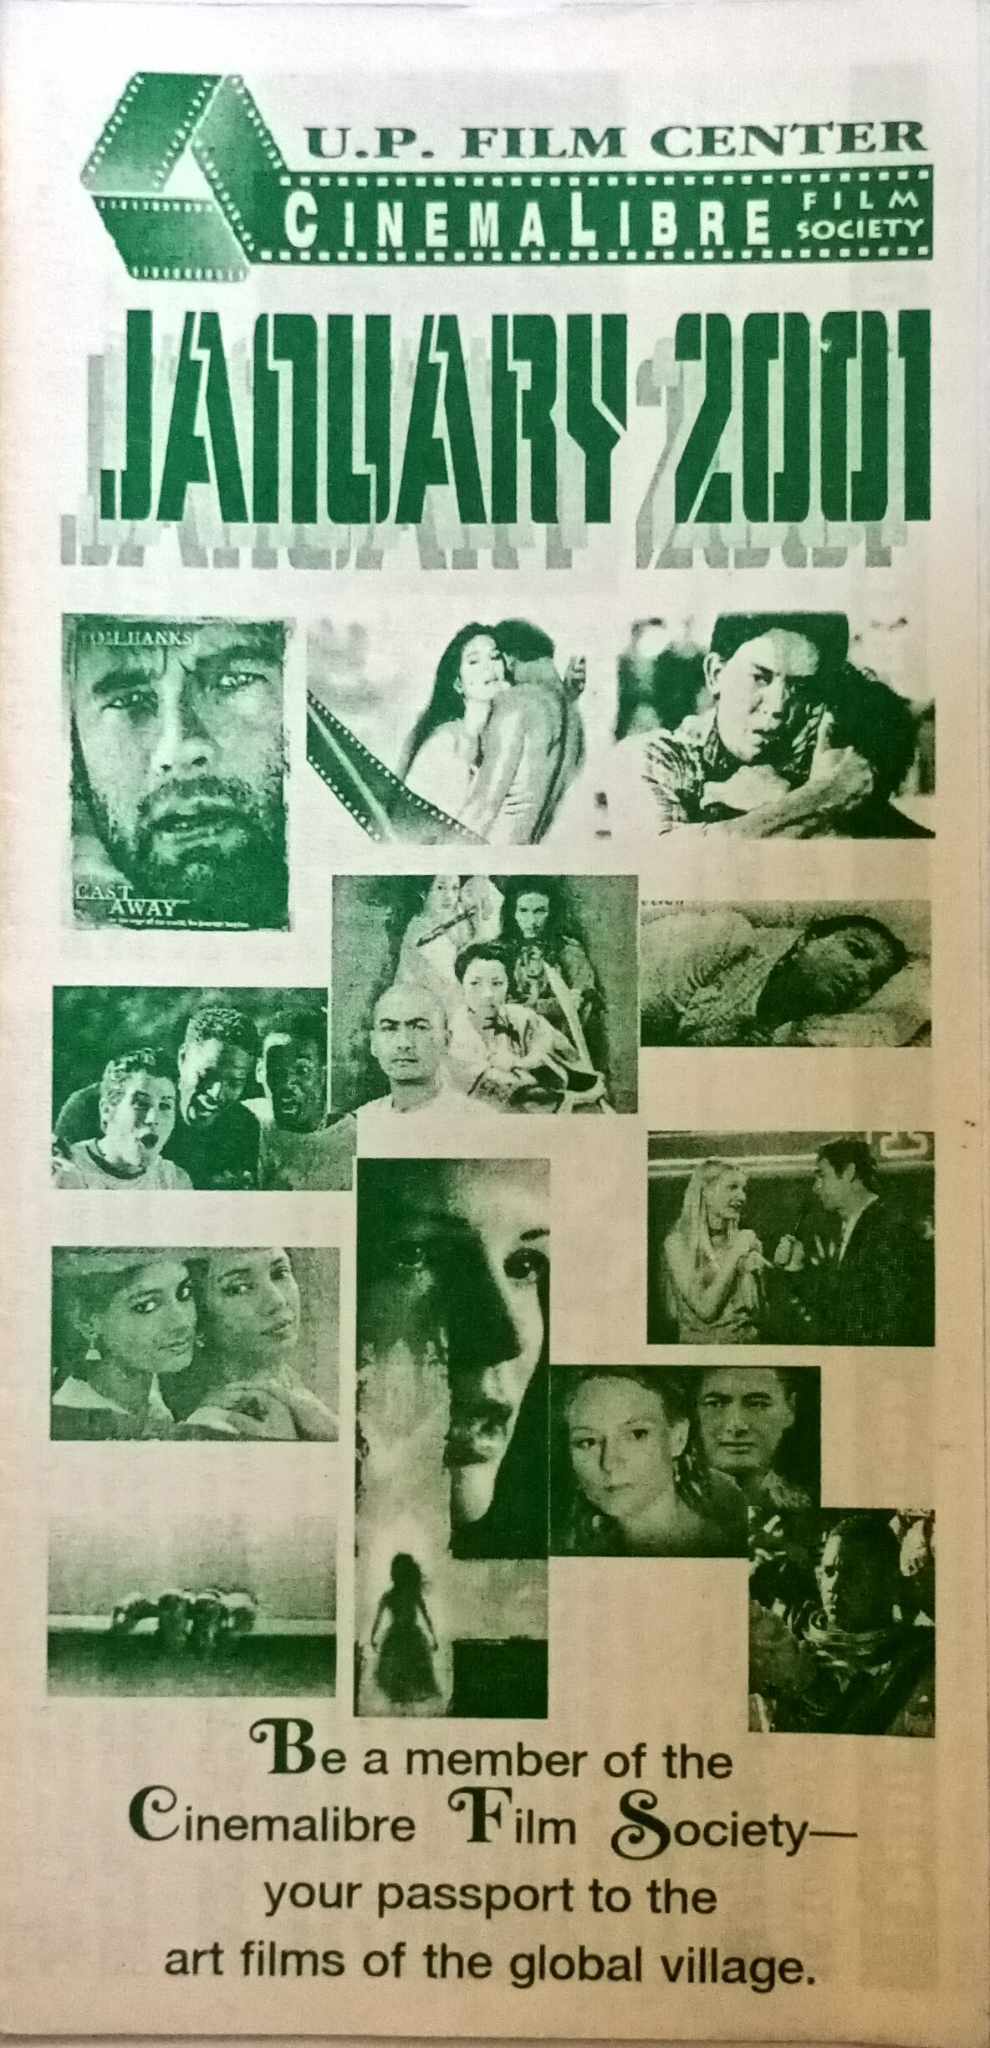 U.P. FILM CENTER
CINEMALIBRE FILM SOCIETY
JANUARY 2001
TOM HANKS
CAST
AWAY
Be a member of the
Cinemalibre Film Society—
your passport to the
art films of the global village.